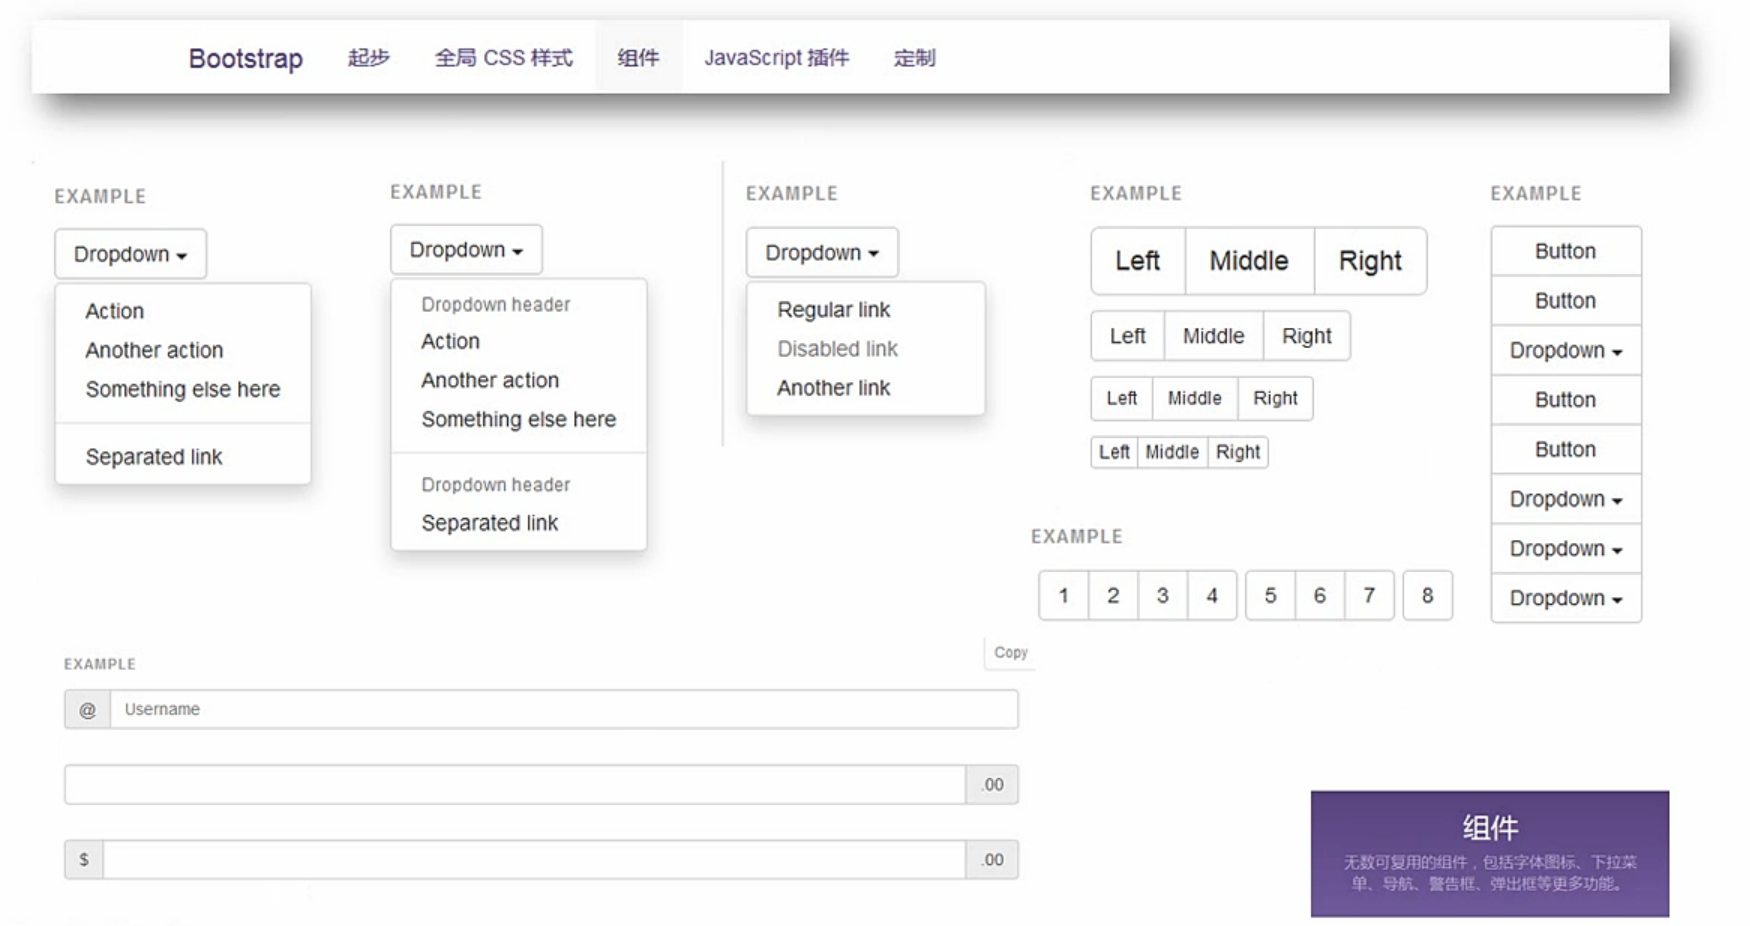 Bootstrap 起步 全局 CSS 样式 组件 JavaScript 插件 定制
EXAMPLE
Dropdown
Action
Another action
Something else here
Separated link
EXAMPLE
Dropdown
Dropdown header
Action
Another action
Something else here
Dropdown header
Separated link
EXAMPLE
Dropdown
Regular link
Disabled link
Another link
EXAMPLE
Left Middle Right
Left Middle Right
Left Middle Right
Left Middle Right
EXAMPLE
1 2 3 4 5 6 7 8
EXAMPLE
Button
Button
Dropdown
Button
Button
Dropdown
Dropdown
Dropdown
EXAMPLE
Copy
@ Username
.00
$ .00
组件
无数可复用的组件，包括字体图标、下拉菜
单、导航、警告框、弹出框等更多功能。